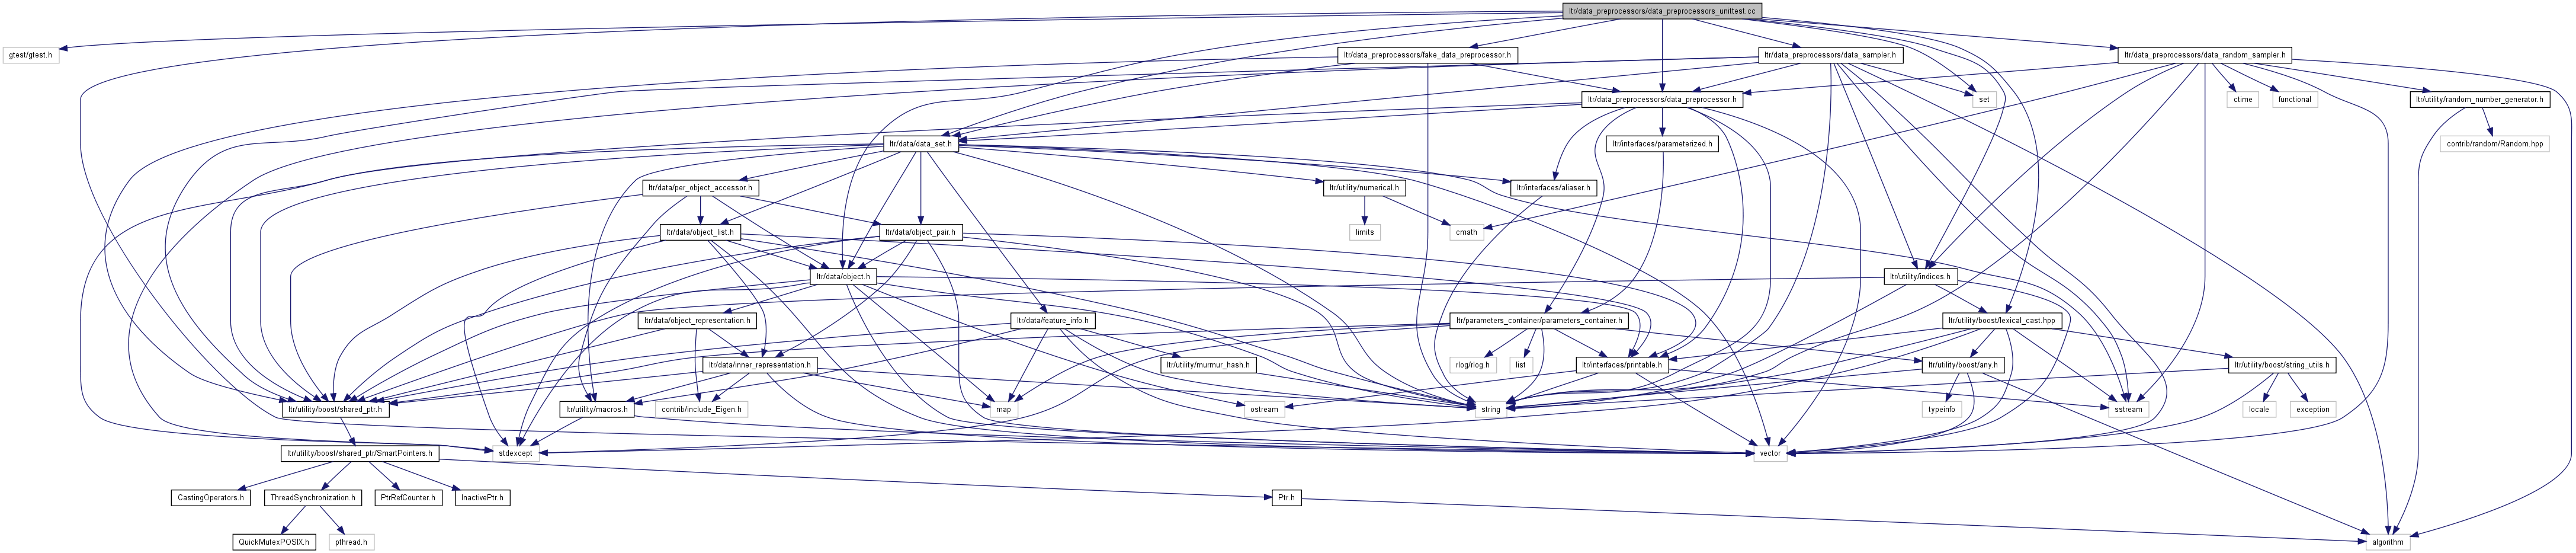 ltr/data_preprocessors/data_preprocessors_unittest.cc
gtest/gtest.h
ltr/data_preprocessors/fake_data_preprocessor.h
ltr/data_preprocessors/data_sampler.h
ltr/data_preprocessors/data_random_sampler.h
ltr/data_preprocessors/data_preprocessor.h
set
ctime
functional
ltr/utility/random_number_generator.h
ltr/data/data_set.h
ltr/interfaces/parameterized.h
contrib/random/Random.hpp
ltr/data/per_object_accessor.h
ltr/utility/numerical.h
ltr/interfaces/aliaser.h
ltr/data/object_list.h
ltr/data/object_pair.h
limits
cmath
ltr/data/object.h
ltr/utility/indices.h
ltr/data/object_representation.h
ltr/data/feature_info.h
ltr/parameters_container/parameters_container.h
ltr/utility/boost/lexical_cast.hpp
ltr/data/inner_representation.h
ltr/utility/murmur_hash.h
rlog/rlog.h
list
ltr/interfaces/printable.h
ltr/utility/boost/any.h
ltr/utility/boost/string_utils.h
ltr/utility/boost/shared_ptr.h
ltr/utility/macros.h
contrib/include_Eigen.h
map
ostream
string
typeinfo
sstream
locale
exception
ltr/utility/boost/shared_ptr/SmartPointers.h
stdexcept
vector
CastingOperators.h
ThreadSynchronization.h
PtrRefCounter.h
InactivePtr.h
Ptr.h
QuickMutexPOSIX.h
pthread.h
algorithm